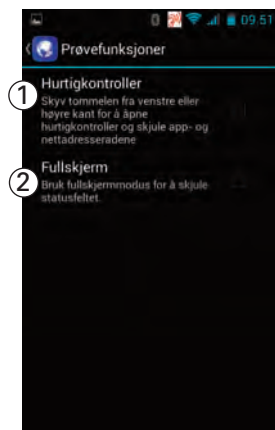 09.51
Prøvefunksjoner
1 Hurtigkontroller
Skyv tommelen fra venstre eller
høyre kant for å åpne
hurtigkontroller og skjule app- og
nettadresseradene
2 Fullskjerm
Bruk fullskjermmodus for å skjule
statusfeltet.